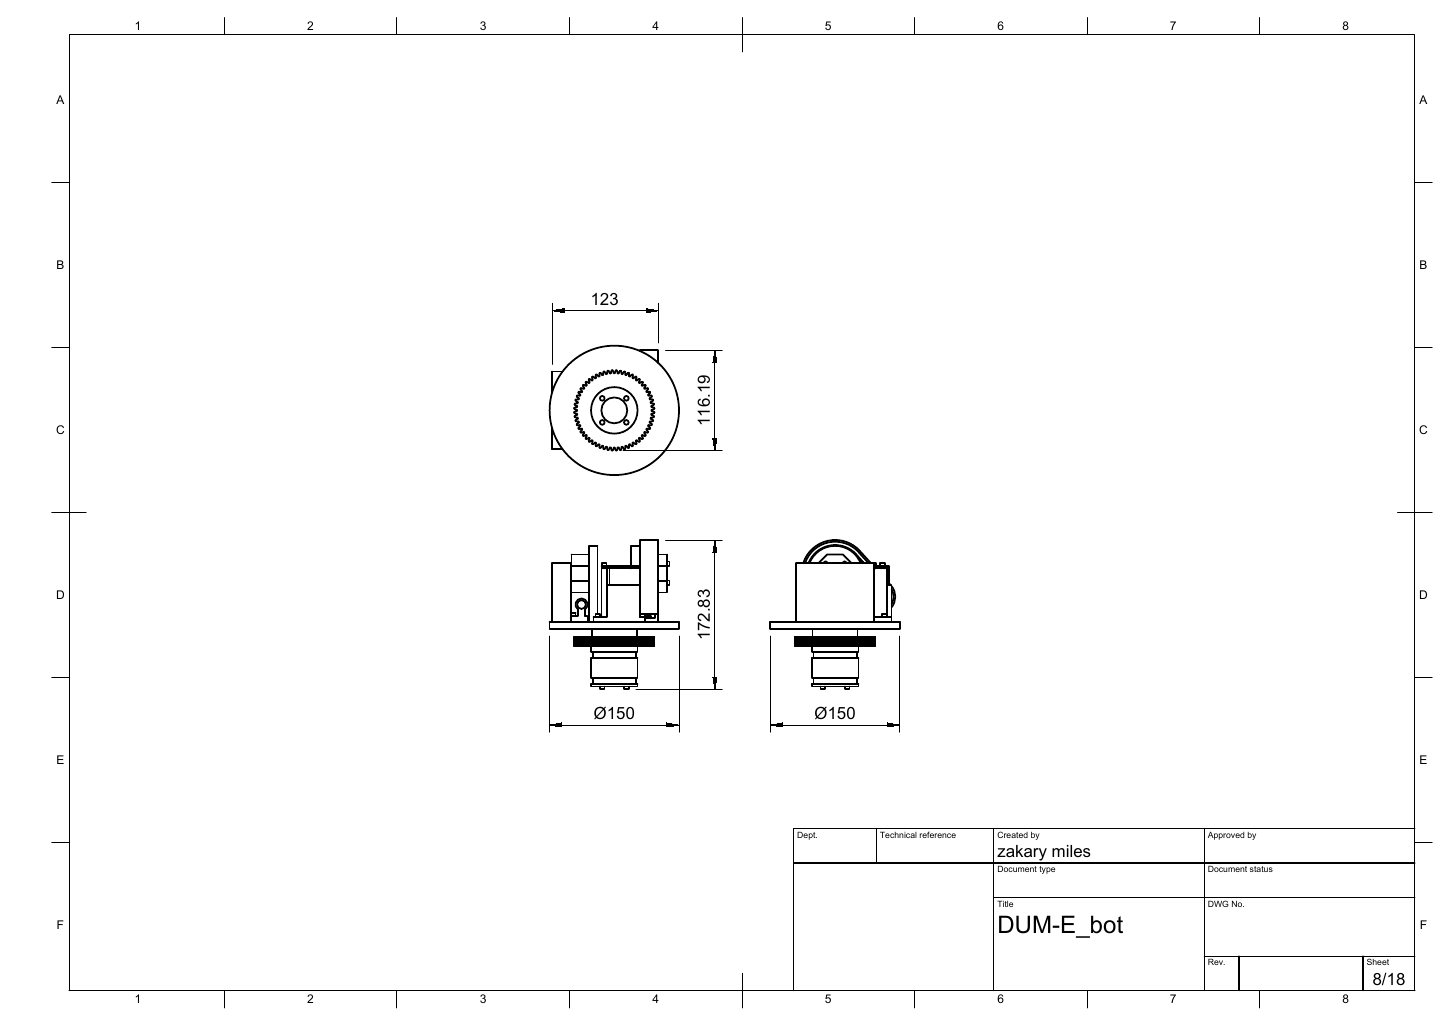 1 2 3 4 5 6 7 8
A A
B B
123
116.19
C C
D D
172.83
Ø150 Ø150
E E
Dept. Technical reference Created by Approved by
zakary miles
Document type Document status
Title DWG No.
DUM-E_bot
F F
Rev. Sheet
8/18
1 2 3 4 5 6 7 8